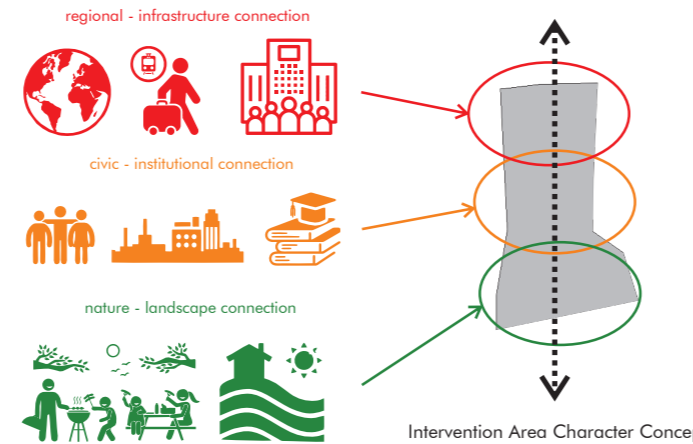 regional - infrastructure connection
civic - institutional connection
nature - landscape connection
Intervention Area Character Conce